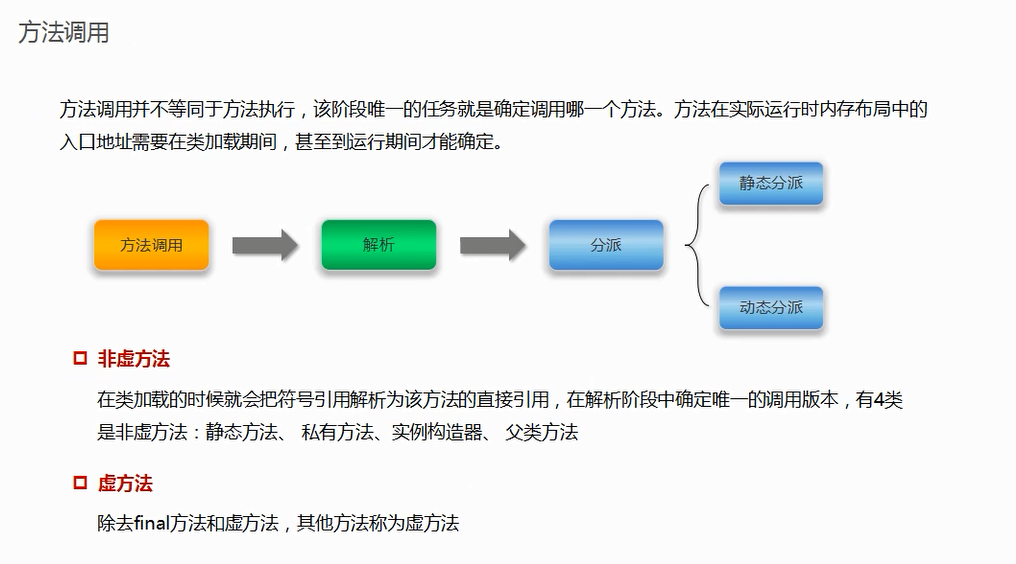 方法调用
方法调用并不等同于方法执行，该阶段唯一的任务就是确定调用哪一个方法。方法在实际运行时内存布局中的
入口地址需要在类加载期间，甚至到运行期间才能确定。
静态分派
方法调用
解析
分派
动态分派
非虚方法
在类加载的时候就会把符号引用解析为该方法的直接引用，在解析阶段中确定唯一的调用版本，有4类
是非虚方法：静态方法、 私有方法、实例构造器、 父类方法
虚方法
除去final方法和虚方法，其他方法称为虚方法